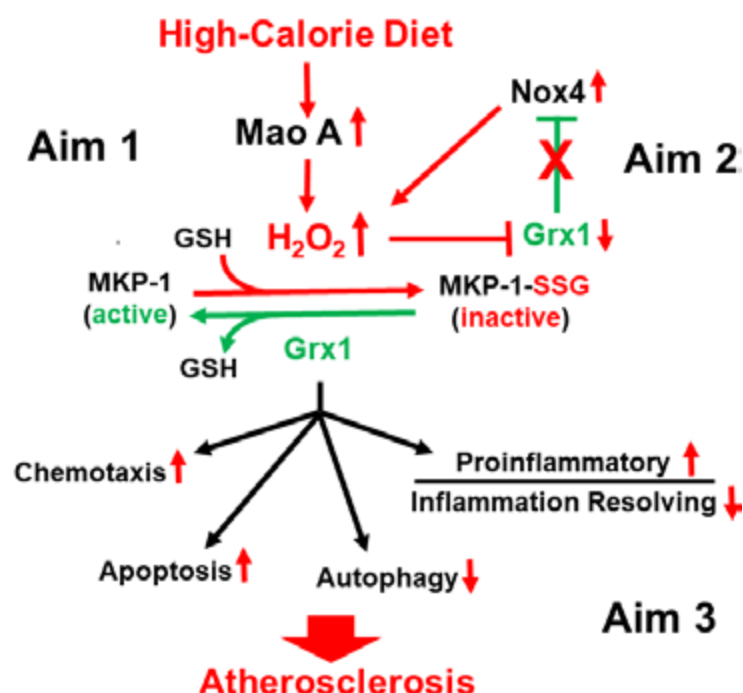 High-Calorie Diet
Nox4
Aim 1
Mao A
Aim 2
GSH
H₂O₂
Grx1
MKP-1
(active)
MKP-1-SSG
(inactive)
Grx1
GSH
Chemotaxis
Proinflammatory
Inflammation Resolving
Apoptosis
Autophagy
Aim 3
Atherosclerosis